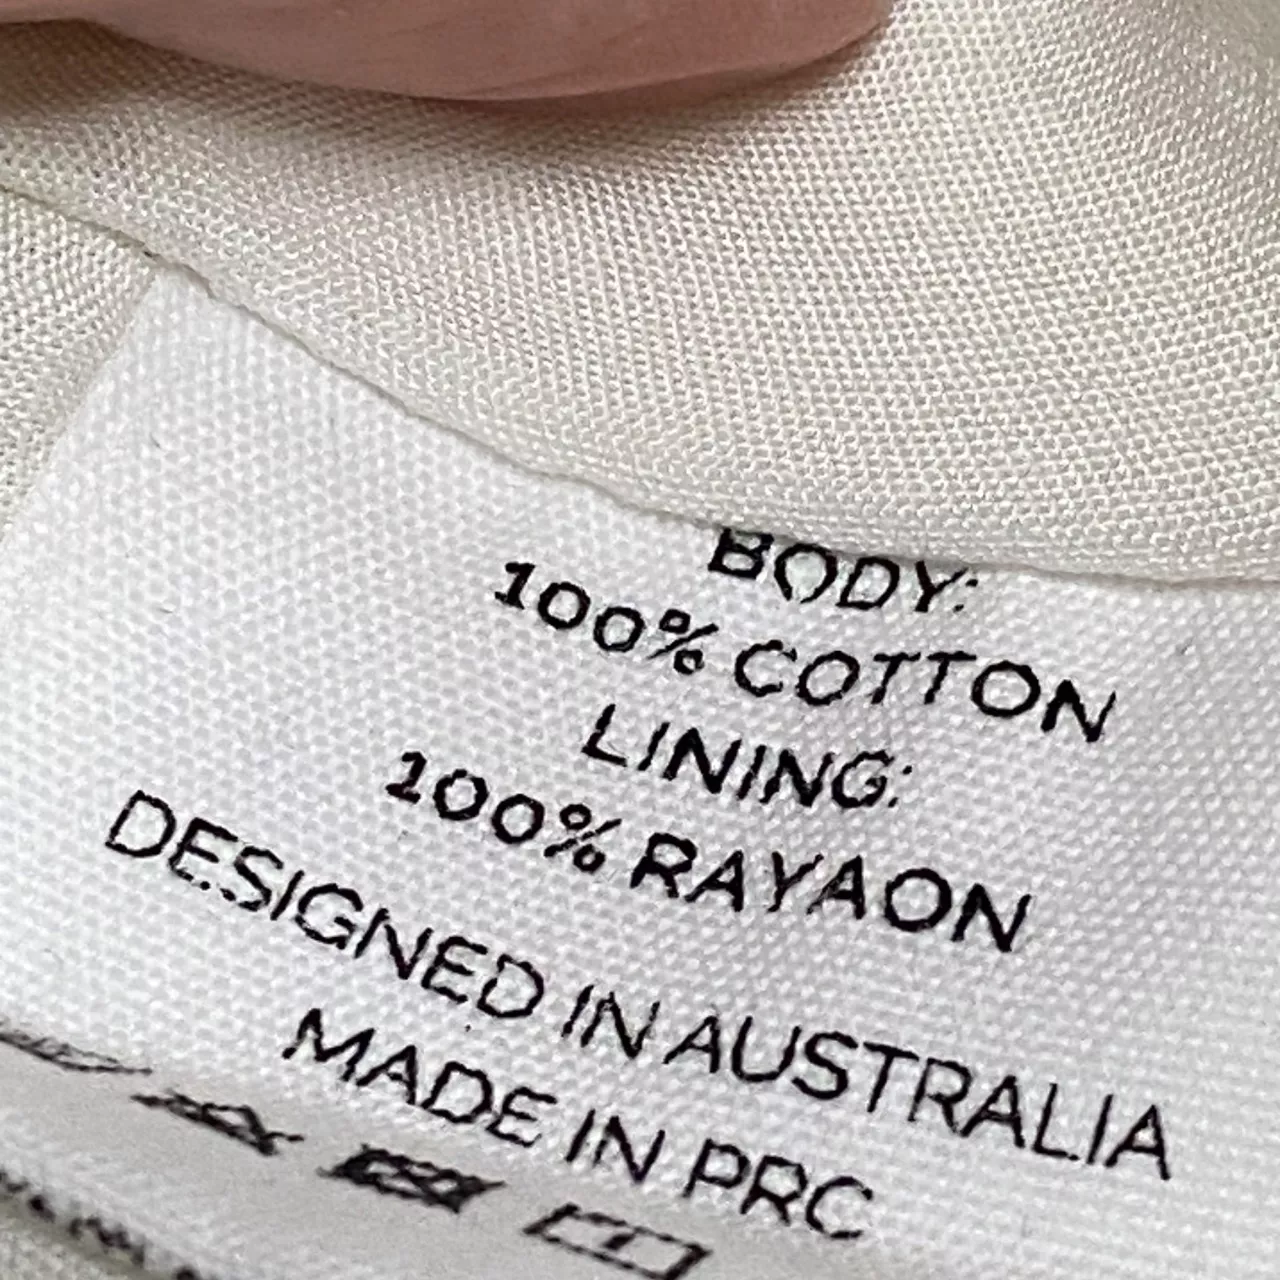 BODY:
100% COTTON
LINING:
100% RAYAON
DESIGNED IN AUSTRALIA
MADE IN PRC